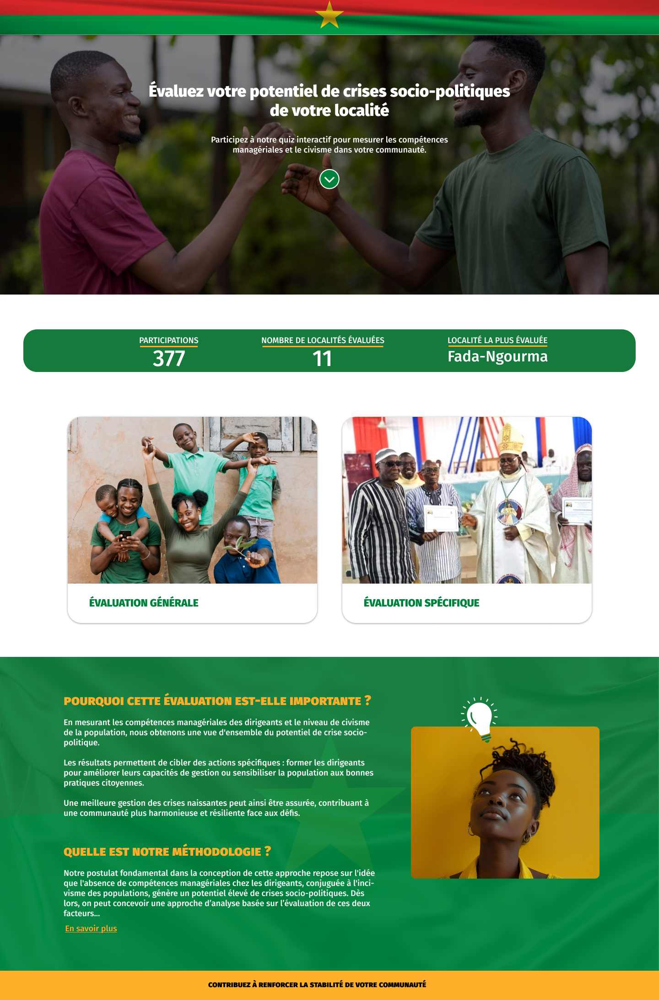 Évaluez votre potentiel de crises socio-politiques
de votre localité
Participez à notre quiz interactif pour mesurer les compétences
managériales et le civisme dans votre communauté.
PARTICIPATIONS
377
NOMBRE DE LOCALITÉS ÉVALUÉES
11
LOCALITÉ LA PLUS ÉVALUÉE
Fada-Ngourma
ÉVALUATION GÉNÉRALE
ÉVALUATION SPÉCIFIQUE
POURQUOI CETTE ÉVALUATION EST-ELLE IMPORTANTE ?
En mesurant les compétences managériales des dirigeants et le niveau de civisme
de la population, nous obtenons une vue d'ensemble du potentiel de crise socio-
politique.
Les résultats permettent de cibler des actions spécifiques : former les dirigeants
pour améliorer leurs capacités de gestion ou sensibiliser la population aux bonnes
pratiques citoyennes.
Une meilleure gestion des crises naissantes peut ainsi être assurée, contribuant à
une communauté plus harmonieuse et résiliente face aux défis.
QUELLE EST NOTRE MÉTHODOLOGIE ?
Notre postulat fondamental dans la conception de cette approche repose sur l'idée
que l'absence de compétences managériales chez les dirigeants, conjuguée à l'inci-
visme des populations, génère un potentiel élevé de crises socio-politiques. Dès
lors, on peut concevoir une approche d’analyse basée sur l’évaluation de ces deux
facteurs...
En savoir plus
CONTRIBUEZ À RENFORCER LA STABILITÉ DE VOTRE COMMUNAUTÉ